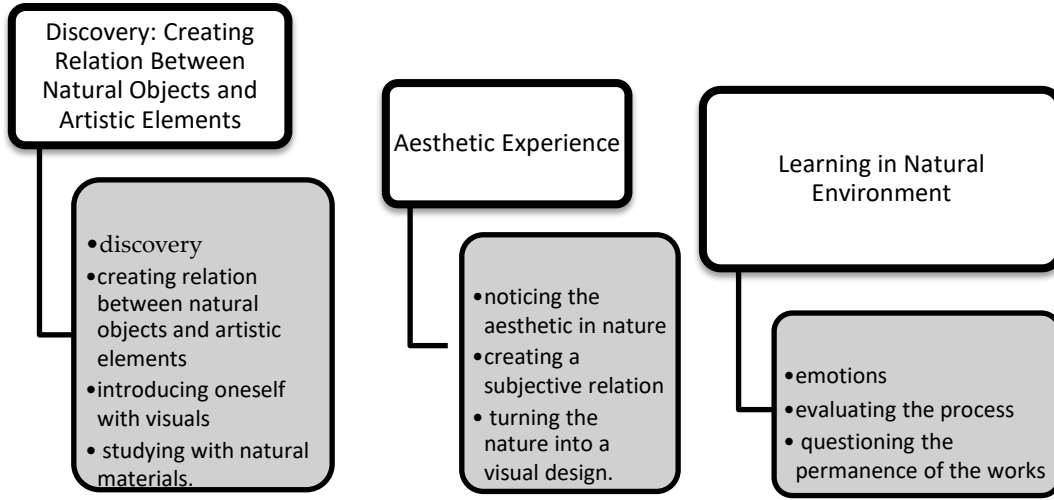 Discovery: Creating
Relation Between
Natural Objects and
Artistic Elements
•discovery
•creating relation
between natural
objects and artistic
elements
•introducing oneself
with visuals
• studying with natural
materials.
Aesthetic Experience
•noticing the
aesthetic in nature
•creating a
subjective relation
• turning the
nature into a
visual design.
Learning in Natural
Environment
•emotions
•evaluating the process
• questioning the
permanence of the works